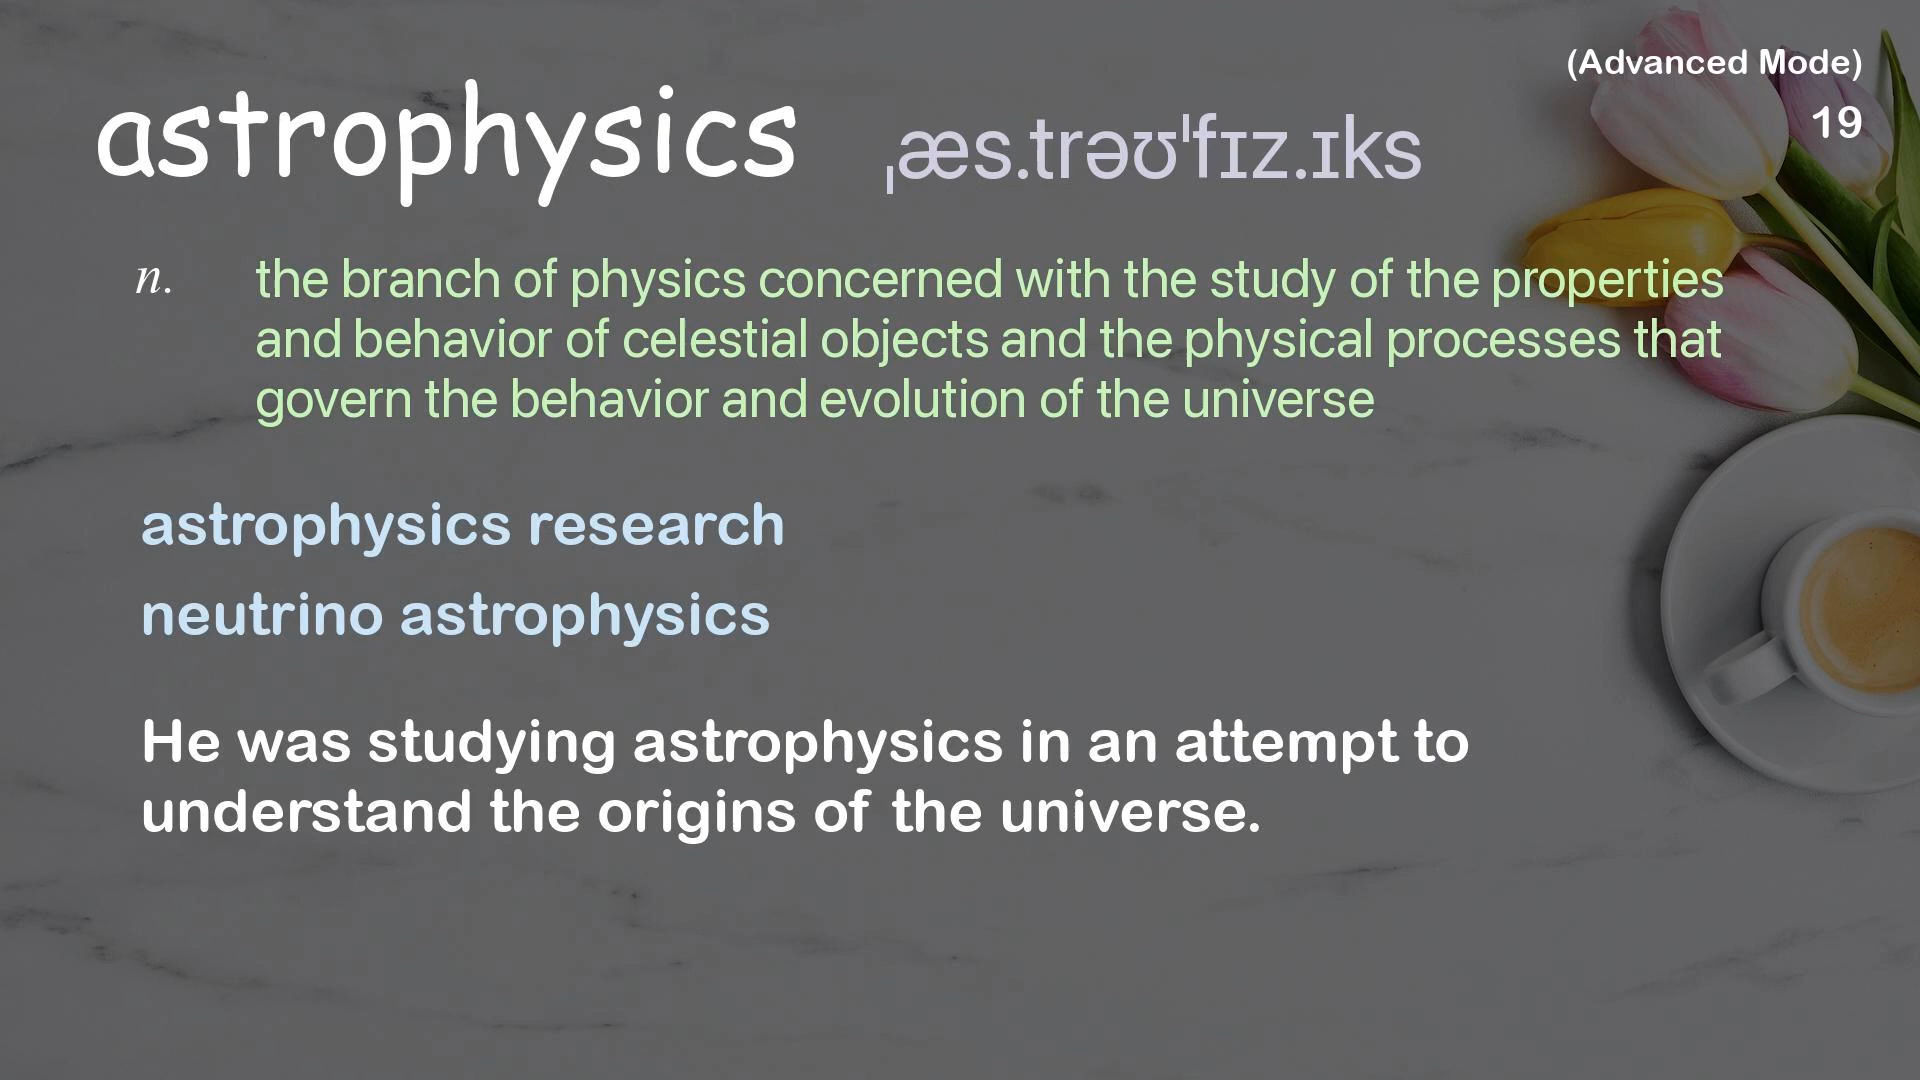 (Advanced Mode)
astrophysics ˌæs.trəʊˈfɪz.ɪks
19
n. the branch of physics concerned with the study of the properties
and behavior of celestial objects and the physical processes that
govern the behavior and evolution of the universe
astrophysics research
neutrino astrophysics
He was studying astrophysics in an attempt to
understand the origins of the universe.